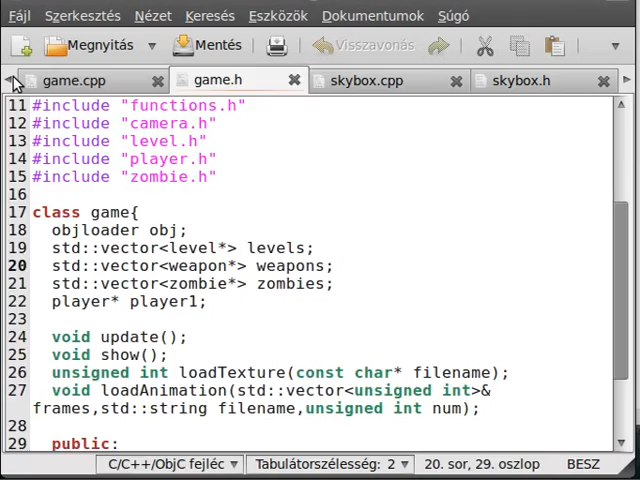 Fájl Szerkesztés Nézet Keresés Eszközök Dokumentumok Súgó
Megnyitás Mentés Visszavonás
game.cpp game.h skybox.cpp skybox.h
11 #include "functions.h"
12 #include "camera.h"
13 #include "level.h"
14 #include "player.h"
15 #include "zombie.h"
16
17 class game{
18 objloader obj;
19 std::vector<level*> levels;
20 std::vector<weapon*> weapons;
21 std::vector<zombie*> zombies;
22 player* player1;
23
24 void update();
25 void show();
26 unsigned int loadTexture(const char* filename);
27 void loadAnimation(std::vector<unsigned int>&
frames,std::string filename,unsigned int num);
28
29 public:
C/C++/ObjC fejléc Tabulátorszélesség: 2 20. sor, 29. oszlop BESZ